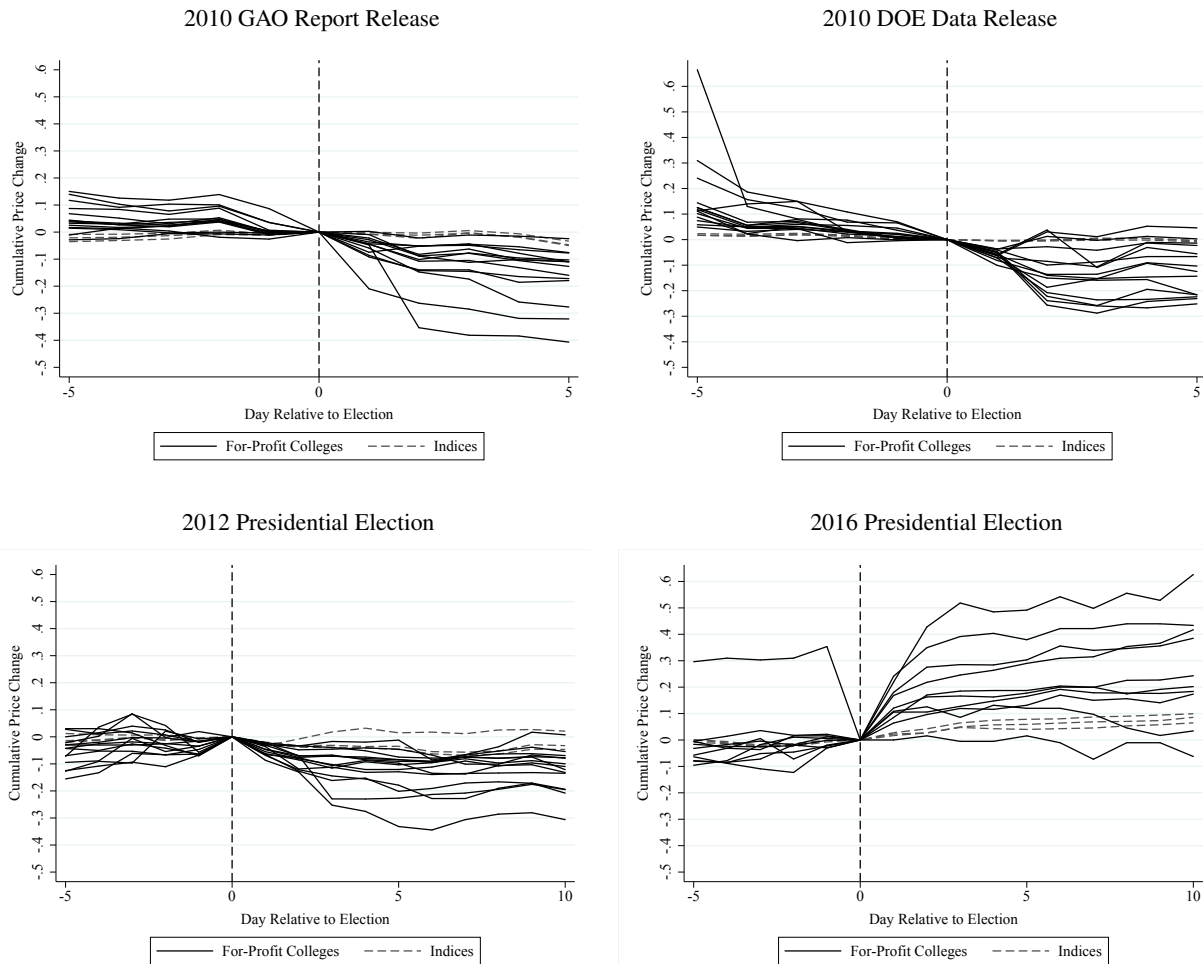 2010 GAO Report Release
Cumulative Price Change
.6
.5
.4
.3
.2
.1
0
-.1
-.2
-.3
-.4
-.5
-5 0 5
Day Relative to Election
For-Profit Colleges Indices
2010 DOE Data Release
Cumulative Price Change
.6
.5
.4
.3
.2
.1
0
-.1
-.2
-.3
-.4
-.5
-5 0 5
Day Relative to Election
For-Profit Colleges Indices
2012 Presidential Election
Cumulative Price Change
.6
.5
.4
.3
.2
.1
0
-.1
-.2
-.3
-.4
-.5
-5 0 5 10
Day Relative to Election
For-Profit Colleges Indices
2016 Presidential Election
Cumulative Price Change
.6
.5
.4
.3
.2
.1
0
-.1
-.2
-.3
-.4
-.5
-5 0 5 10
Day Relative to Election
For-Profit Colleges Indices